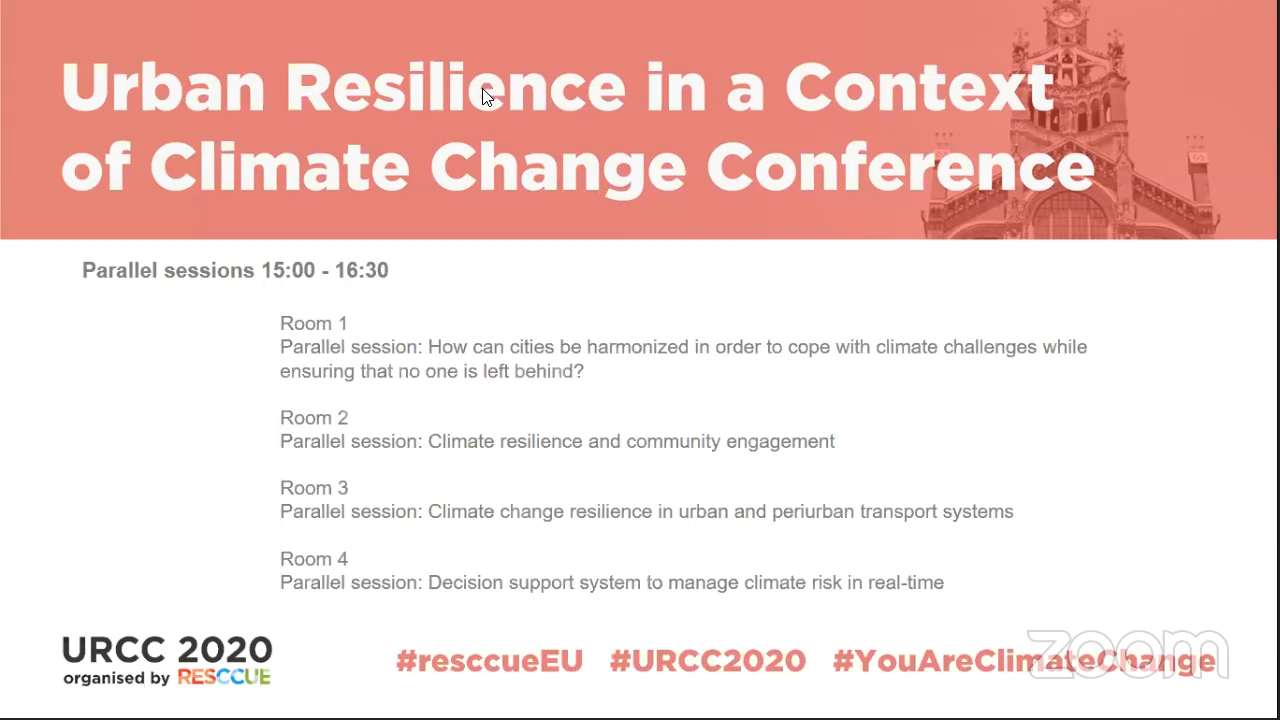 Urban Resilience in a Context
of Climate Change Conference
Parallel sessions 15:00 - 16:30
Room 1
Parallel session: How can cities be harmonized in order to cope with climate challenges while
ensuring that no one is left behind?
Room 2
Parallel session: Climate resilience and community engagement
Room 3
Parallel session: Climate change resilience in urban and periurban transport systems
Room 4
Parallel session: Decision support system to manage climate risk in real-time
URCC 2020
organised by RESCCUE
#resccueEU #URCC2020 #YouAreClimateChange
zoom